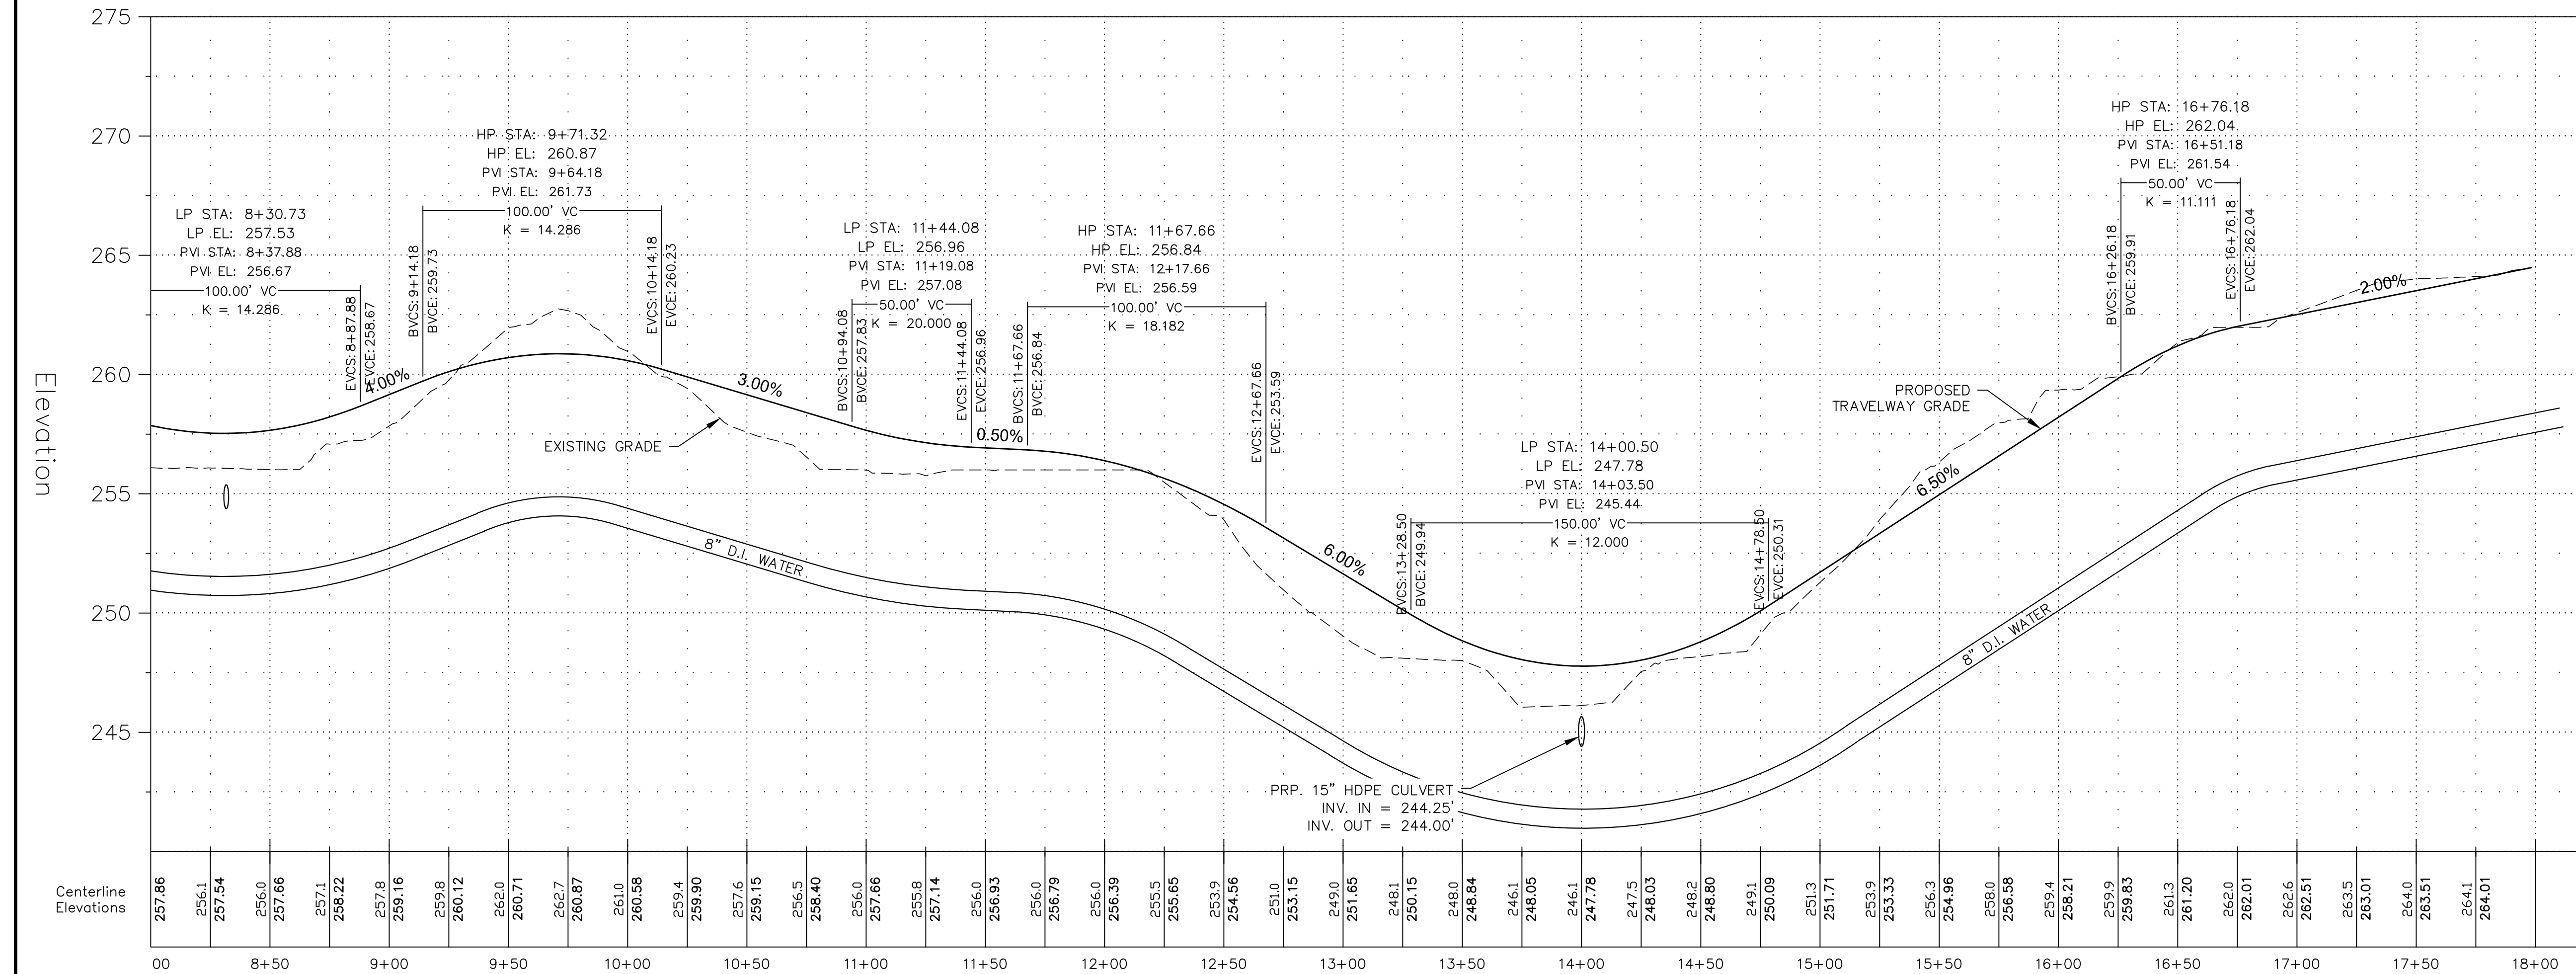 275
270
265
260
255
250
245
Elevation
LP STA: 8+30.73
LP EL: 257.53
PVI STA: 8+37.88
PVI EL: 256.67
100.00' VC
K = 14.286
EVCS: 8+87.88
EVCE: 258.67
4.00%
HP STA: 9+71.32
HP EL: 260.87
PVI STA: 9+64.18
PVI EL: 261.73
100.00' VC
K = 14.286
BVCS: 9+14.18
BVCE: 259.73
EVCS: 10+14.18
EVCE: 260.23
3.00%
EXISTING GRADE
LP STA: 11+44.08
LP EL: 256.96
PVI STA: 11+19.08
PVI EL: 257.08
50.00' VC
K = 20.000
BVCS: 10+94.08
BVCE: 257.83
EVCS: 11+44.08
EVCE: 256.96
0.50%
HP STA: 11+67.66
HP EL: 256.84
PVI STA: 12+17.66
PVI EL: 256.59
100.00' VC
K = 18.182
BVCS: 11+67.66
BVCE: 256.84
EVCS: 12+67.66
EVCE: 253.59
6.00%
LP STA: 14+00.50
LP EL: 247.78
PVI STA: 14+03.50
PVI EL: 245.44
150.00' VC
K = 12.000
BVCS: 13+28.50
BVCE: 249.94
EVCS: 14+78.50
EVCE: 250.31
6.50%
PROPOSED
TRAVELWAY GRADE
HP STA: 16+76.18
HP EL: 262.04
PVI STA: 16+51.18
PVI EL: 261.54
50.00' VC
K = 11.111
BVCS: 16+26.18
BVCE: 259.91
EVCS: 16+76.18
EVCE: 262.04
2.00%
8" D.I. WATER
8" D.I. WATER
PRP. 15" HDPE CULVERT
INV. IN = 244.25'
INV. OUT = 244.00'
Centerline
Elevations
257.86
256.1
257.54
256.0
257.66
257.1
258.22
257.8
259.16
259.8
260.12
262.0
260.71
262.7
260.87
261.0
260.58
259.4
259.90
257.6
259.15
256.5
258.40
256.0
257.66
255.8
257.14
256.0
256.93
256.0
256.79
256.0
256.39
255.5
255.65
253.9
254.56
251.0
253.15
249.0
251.65
248.1
250.15
248.0
248.84
246.1
248.05
246.1
247.78
247.5
248.03
248.2
248.80
249.1
250.09
251.3
251.71
253.9
253.33
256.3
254.96
258.0
256.58
259.4
258.21
259.9
259.83
261.3
261.20
262.0
262.01
262.6
262.51
263.5
263.01
264.0
263.51
264.1
264.01
00 8+50 9+00 9+50 10+00 10+50 11+00 11+50 12+00 12+50 13+00 13+50 14+00 14+50 15+00 15+50 16+00 16+50 17+00 17+50 18+00